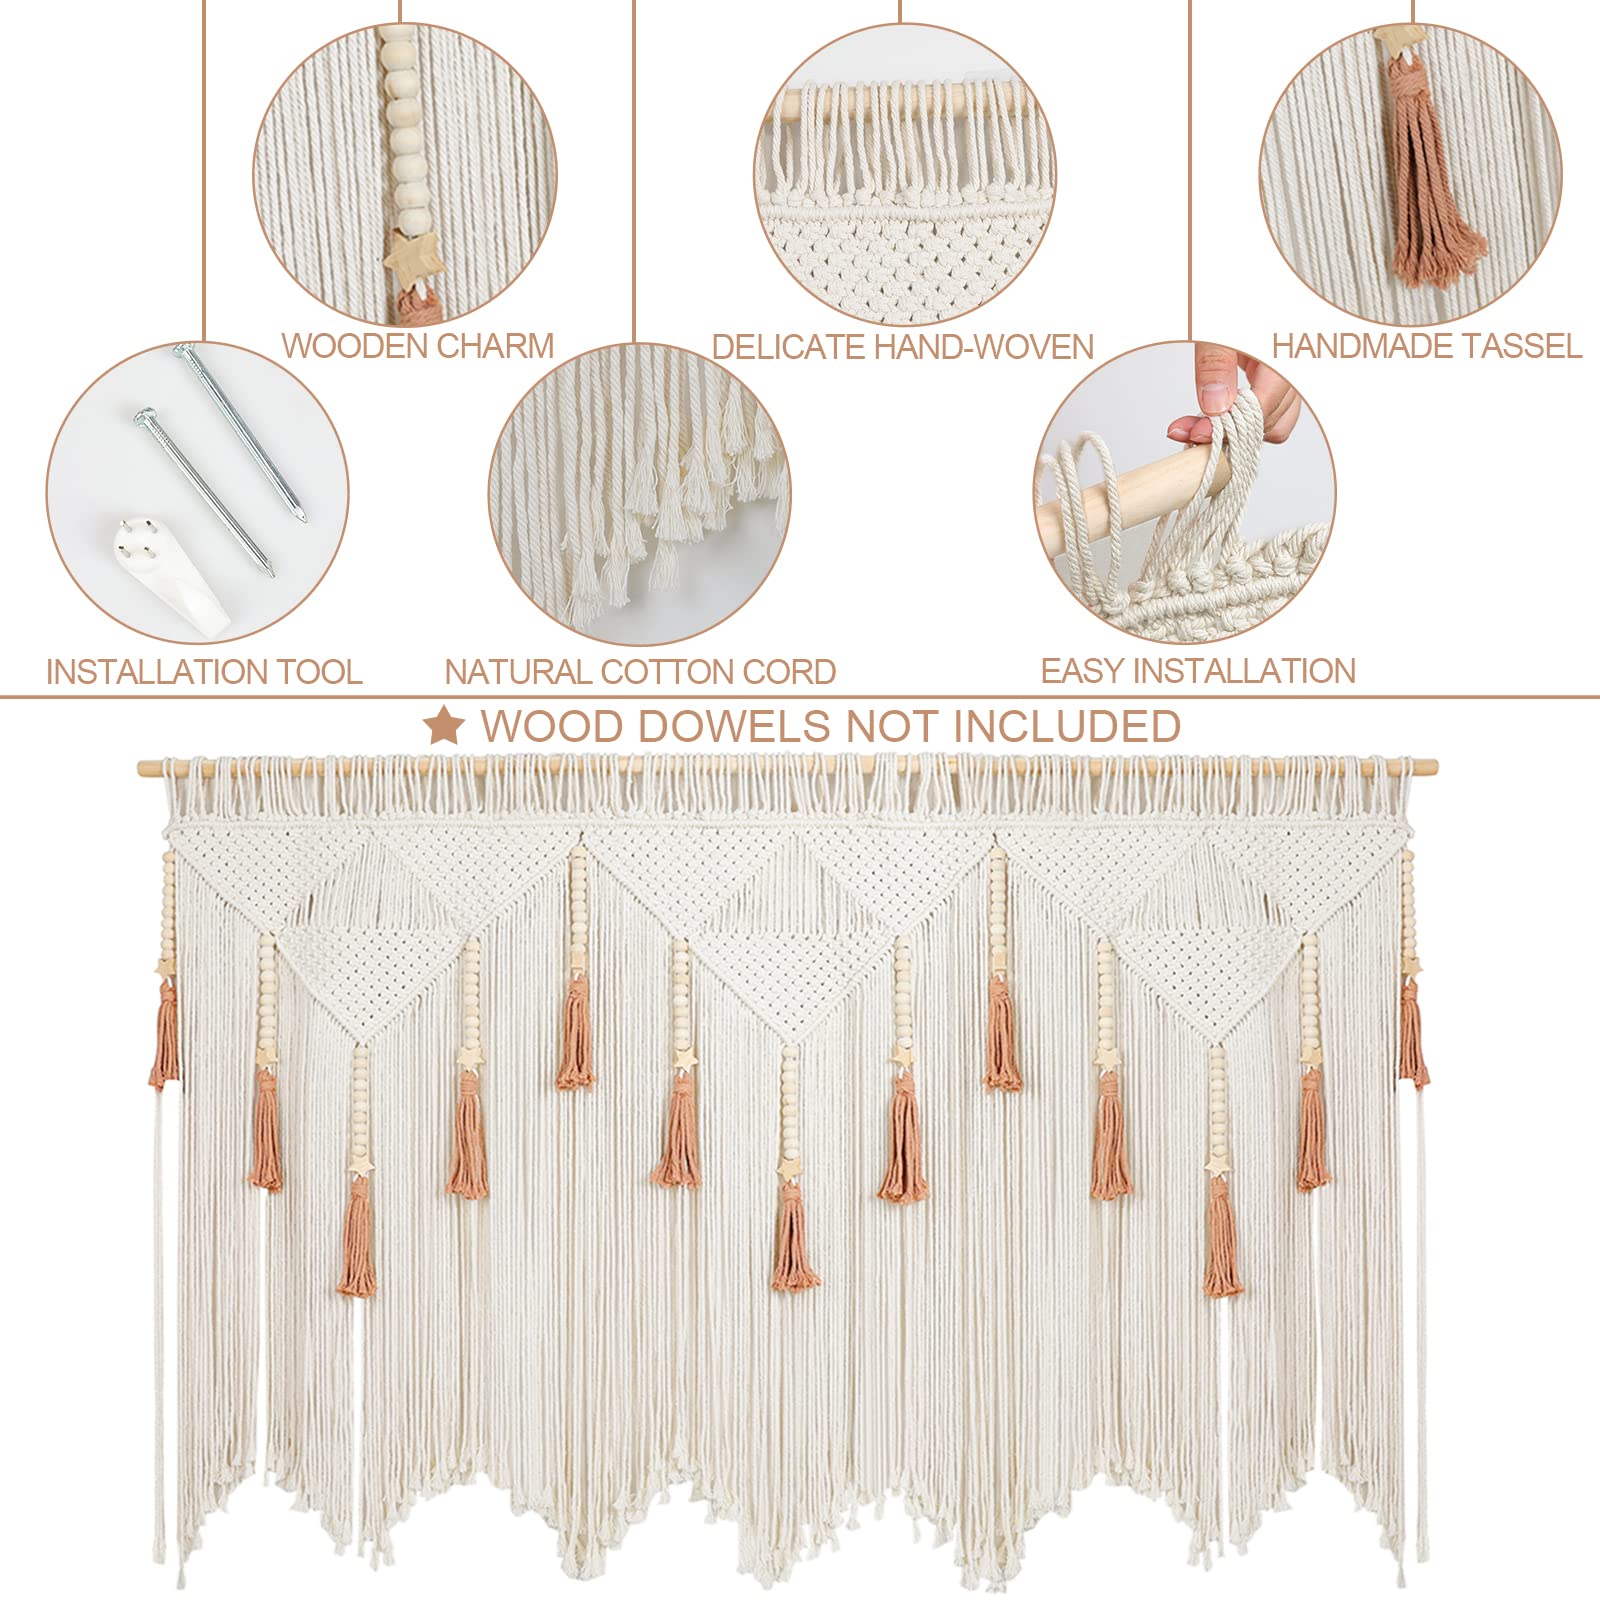 WOODEN CHARM
DELICATE HAND-WOVEN
HANDMADE TASSEL
INSTALLATION TOOL
NATURAL COTTON CORD
EASY INSTALLATION
WOOD DOWELS NOT INCLUDED